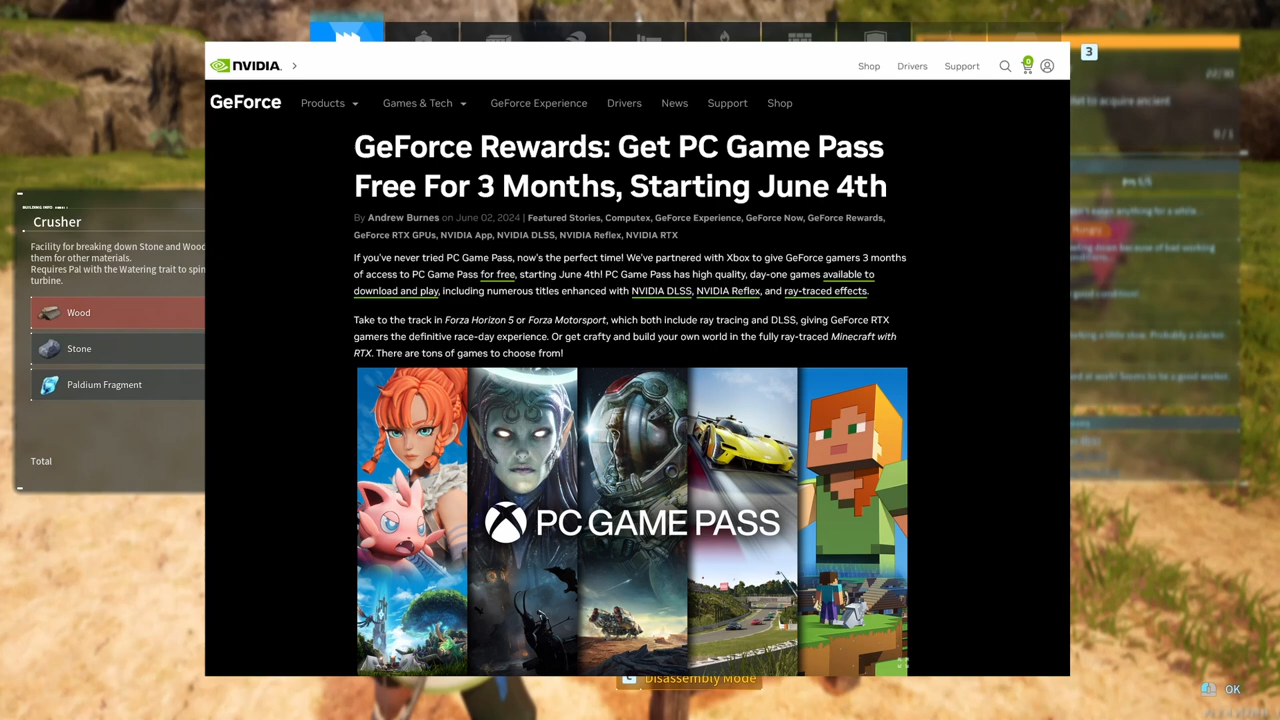 NVIDIA.
Shop
Drivers
Support
0
3
GeForce
Products
Games & Tech
GeForce Experience
Drivers
News
Support
Shop
GeForce Rewards: Get PC Game Pass
Free For 3 Months, Starting June 4th
By Andrew Burnes on June 02, 2024 | Featured Stories, Computex, GeForce Experience, GeForce Now, GeForce Rewards,
GeForce RTX GPUs, NVIDIA App, NVIDIA DLSS, NVIDIA Reflex, NVIDIA RTX
If you've never tried PC Game Pass, now's the perfect time! We've partnered with Xbox to give GeForce gamers 3 months
of access to PC Game Pass for free, starting June 4th! PC Game Pass has high quality, day-one games available to
download and play, including numerous titles enhanced with NVIDIA DLSS, NVIDIA Reflex, and ray-traced effects.
Take to the track in Forza Horizon 5 or Forza Motorsport, which both include ray tracing and DLSS, giving GeForce RTX
gamers the definitive race-day experience. Or get crafty and build your own world in the fully ray-traced Minecraft with
RTX. There are tons of games to choose from!
PC GAME PASS
Crusher
Facility for breaking down Stone and Wood
them for other materials.
Requires Pal with the Watering trait to spin
turbine.
Wood
Stone
Paldium Fragment
Total
to acquire ancient
0 / 1
Hungry
C Disassembly Mode
OK